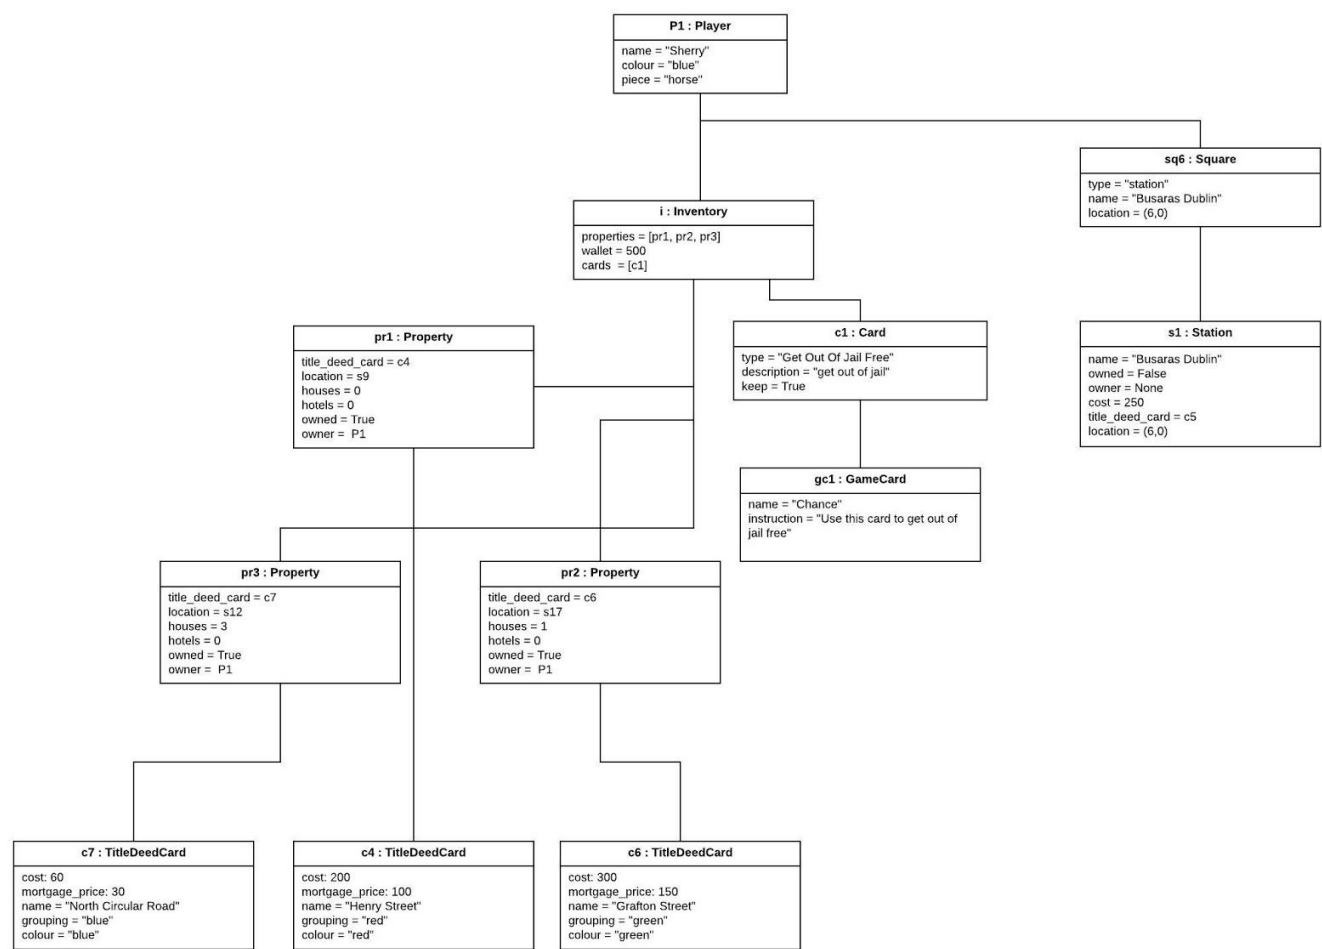 P1 : Player
name = "Sherry"
colour = "blue"
piece = "horse"
sq6 : Square
type = "station"
name = "Busaras Dublin"
location = (6,0)
i : Inventory
properties = [pr1, pr2, pr3]
wallet = 500
cards = [c1]
pr1 : Property
title_deed_card = c4
location = s9
houses = 0
hotels = 0
owned = True
owner = P1
c1 : Card
type = "Get Out Of Jail Free"
description = "get out of jail"
keep = True
s1 : Station
name = "Busaras Dublin"
owned = False
owner = None
cost = 250
title_deed_card = c5
location = (6,0)
gc1 : GameCard
name = "Chance"
instruction = "Use this card to get out of
jail free"
pr3 : Property
title_deed_card = c7
location = s12
houses = 3
hotels = 0
owned = True
owner = P1
pr2 : Property
title_deed_card = c6
location = s17
houses = 1
hotels = 0
owned = True
owner = P1
c7 : TitleDeedCard
cost: 60
mortgage_price: 30
name = "North Circular Road"
grouping = "blue"
colour = "blue"
c4 : TitleDeedCard
cost: 200
mortgage_price: 100
name = "Henry Street"
grouping = "red"
colour = "red"
c6 : TitleDeedCard
cost: 300
mortgage_price: 150
name = "Grafton Street"
grouping = "green"
colour = "green"